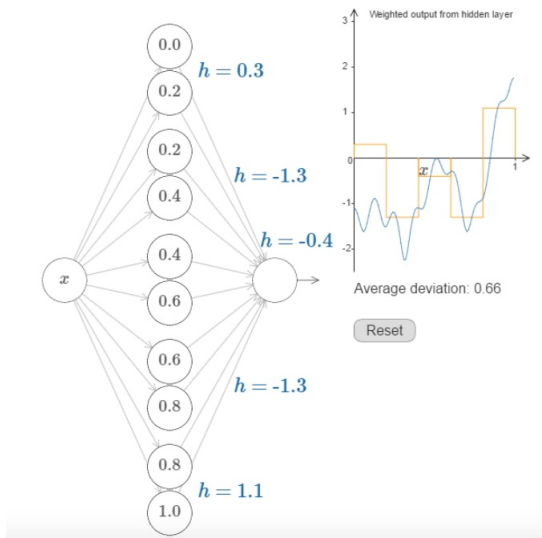 0.0
h = 0.3
0.2
0.2
h = -1.3
0.4
h = -0.4
0.4
x
0.6
0.6
h = -1.3
0.8
0.8
h = 1.1
1.0
Weighted output from hidden layer
3
2
1
0
x
1
-1
-2
Average deviation: 0.66
Reset